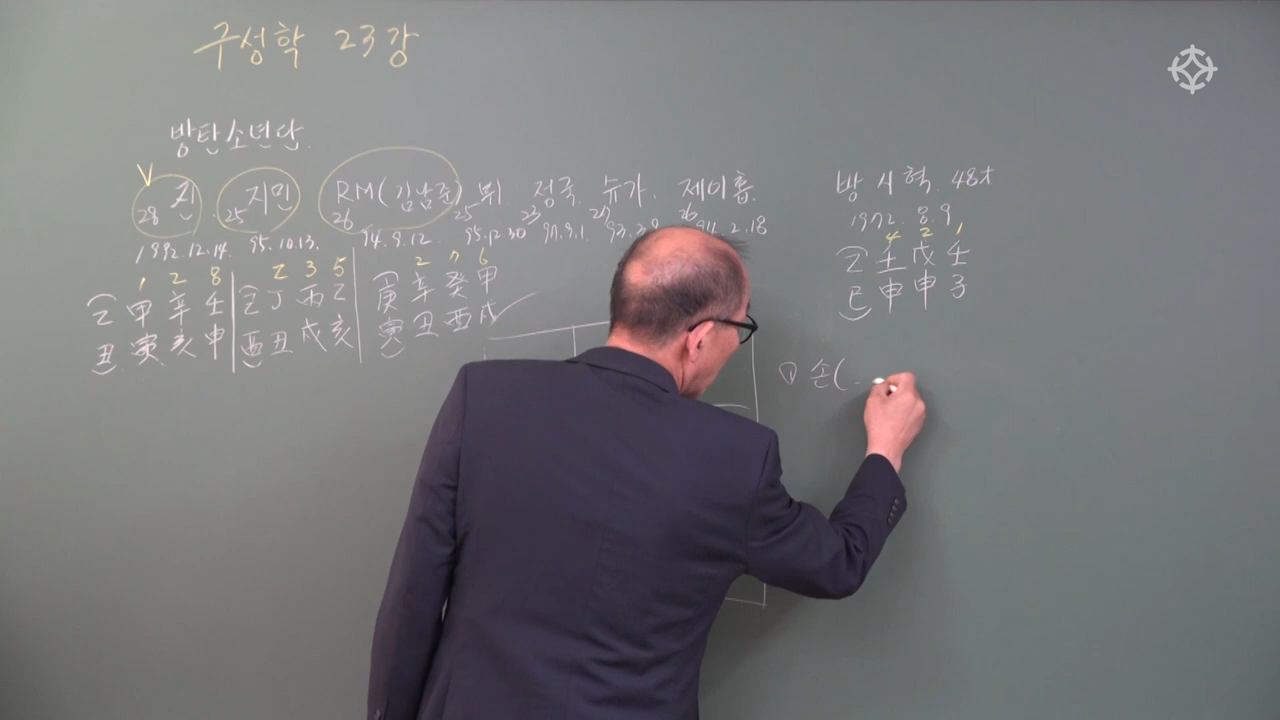 구성학 23강
방탄소년단.
V
진 지민 RM(김남준) 뷔 정국. 슈가. 제이홉.
28 25 26 25 23 27 26
1992.12.14. 95.10.13. 94.9.12. 95.12.30 97.9.1. 93. 94.2.18
1 2 8 2 3 5 2 7 6
(乙 甲 辛 壬 乙 丁 丙 乙 (庚 辛 癸 甲
丑) 寅 亥 申 酉) 丑 戌 亥 寅) 丑 酉 戌
방시혁. 48才
1972. 8. 9
4 2 1
(乙 壬 戊 壬
巳) 申 申 子
① 손(